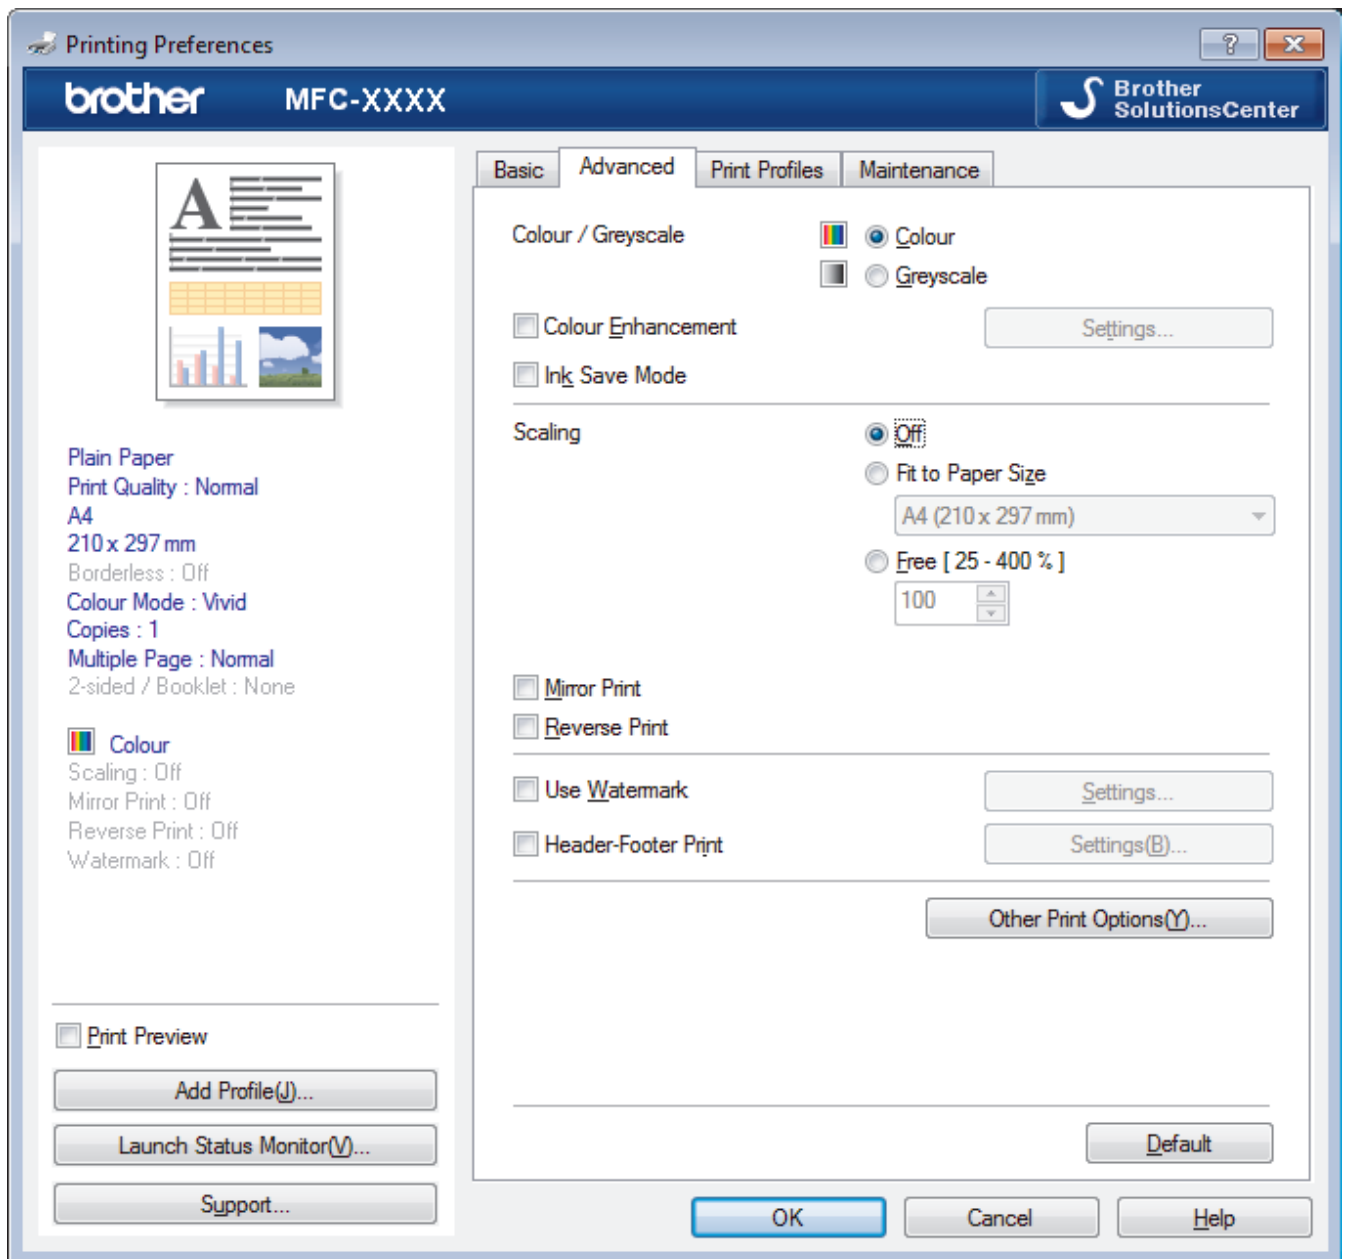 Printing Preferences
brother MFC-XXXX
Brother
SolutionsCenter
A
Plain Paper
Print Quality : Normal
A4
210 x 297 mm
Borderless : Off
Colour Mode : Vivid
Copies : 1
Multiple Page : Normal
2-sided / Booklet : None
Colour
Scaling : Off
Mirror Print : Off
Reverse Print : Off
Watermark : Off
Print Preview
Add Profile(J)...
Launch Status Monitor(V)...
Support...
Basic Advanced Print Profiles Maintenance
Colour / Greyscale Colour
Greyscale
Colour Enhancement Settings...
Ink Save Mode
Scaling Off
Fit to Paper Size
A4 (210 x 297 mm)
Free [ 25 - 400 % ]
100
Mirror Print
Reverse Print
Use Watermark Settings...
Header-Footer Print Settings(B)...
Other Print Options(Y)...
Default
OK Cancel Help